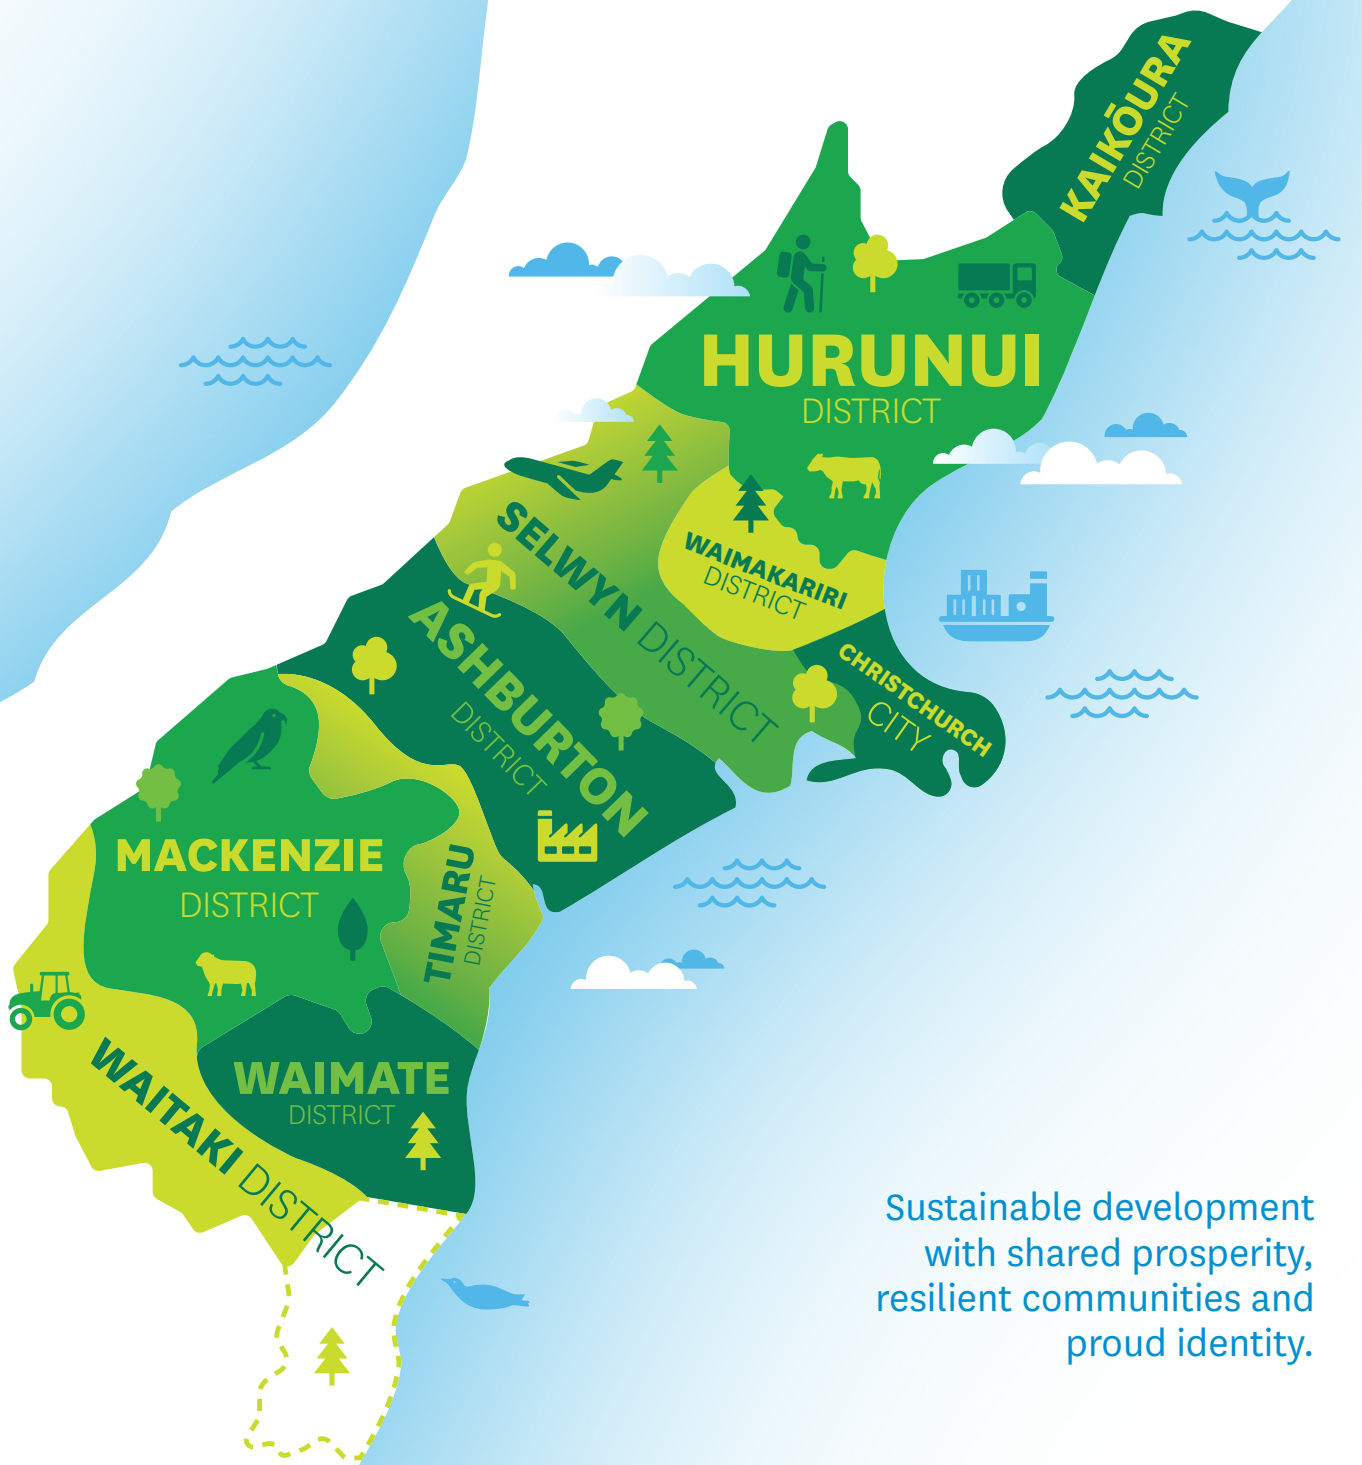 KAIKŌURA
DISTRICT
HURUNUI
DISTRICT
SELWYN DISTRICT
WAIMAKARIRI
DISTRICT
CHRISTCHURCH
CITY
ASHBURTON
DISTRICT
MACKENZIE
DISTRICT
TIMARU
DISTRICT
WAIMATE
DISTRICT
WAITAKI DISTRICT
Sustainable development
with shared prosperity,
resilient communities and
proud identity.